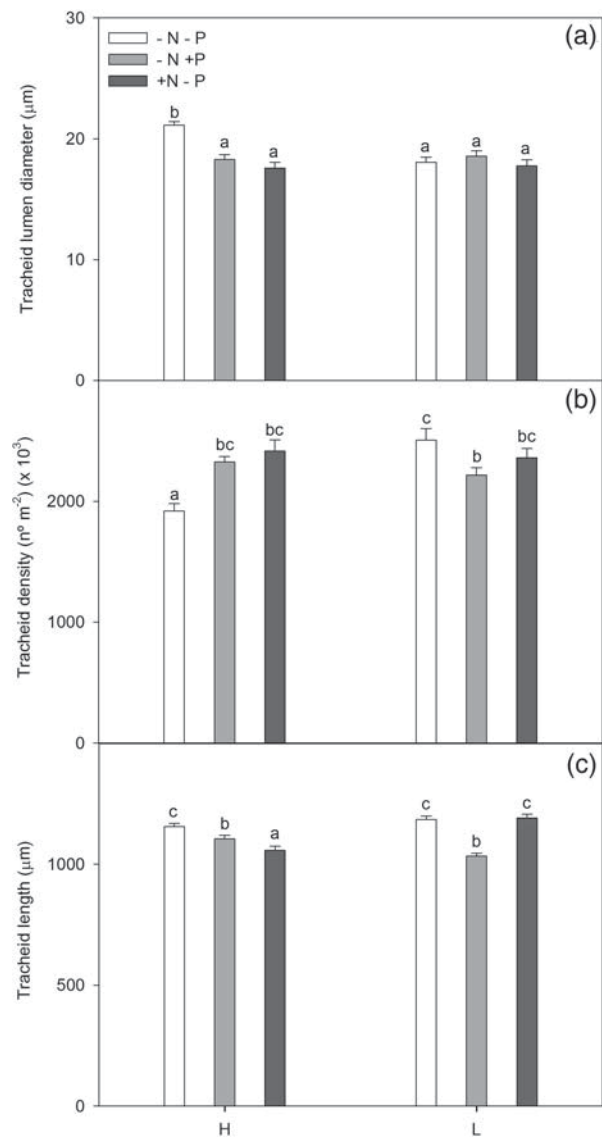 30
(a)
- N - P
- N +P
+N - P
b
a
a
a
a
a
20
10
0
Tracheid lumen diameter (µm)
(b)
c
bc
bc
bc
b
a
2000
1000
0
Tracheid density (nº m⁻²) (x 10³)
(c)
c
b
a
c
b
c
1000
500
0
Tracheid length (µm)
H
L